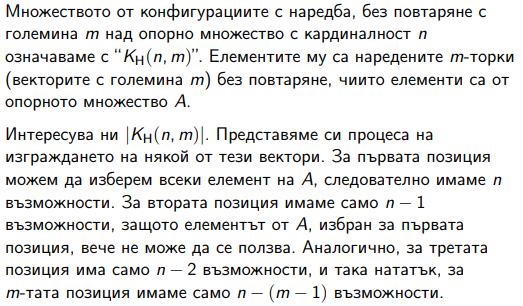 Множеството от конфигурациите с наредба, без повтаряне с
големина m над опорно множество с кардиналност n
означаваме с “KН(n, m)”. Елементите му са наредените m-торки
(векторите с големина m) без повтаряне, чиито елементи са от
опорното множество A.
Интересува ни |KН(n, m)|. Представяме си процеса на
изграждането на някой от тези вектори. За първата позиция
можем да изберем всеки елемент на A, следователно имаме n
възможности. За втората позиция имаме само n − 1
възможности, защото елементът от A, избран за първата
позиция, вече не може да се ползва. Аналогично, за третата
позиция има само n − 2 възможности, и така нататък, за
m-тата позиция имаме само n − (m − 1) възможности.